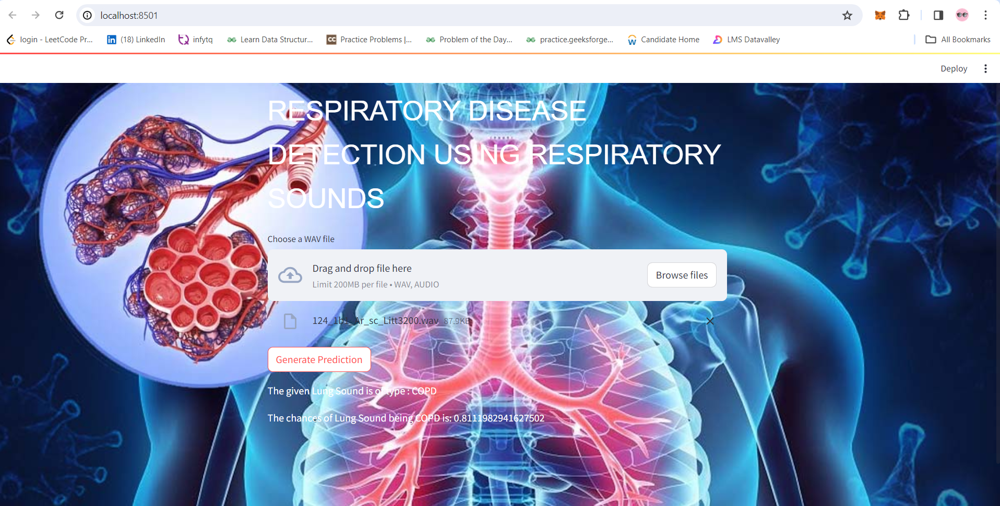 localhost:8501
login - LeetCode Pr...
(18) LinkedIn
infytq
Learn Data Structur...
CC
Practice Problems |...
Problem of the Day...
practice.geeksforge...
Candidate Home
LMS Datavalley
All Bookmarks
Deploy
RESPIRATORY DISEASE
DETECTION USING RESPIRATORY
SOUNDS
Choose a WAV file
Drag and drop file here
Limit 200MB per file • WAV, AUDIO
Browse files
124_1b1_Ar_sc_Litt3200.wav 87.9KB
Generate Prediction
The given Lung Sound is of type : COPD
The chances of Lung Sound being COPD is: 0.8111982941627502